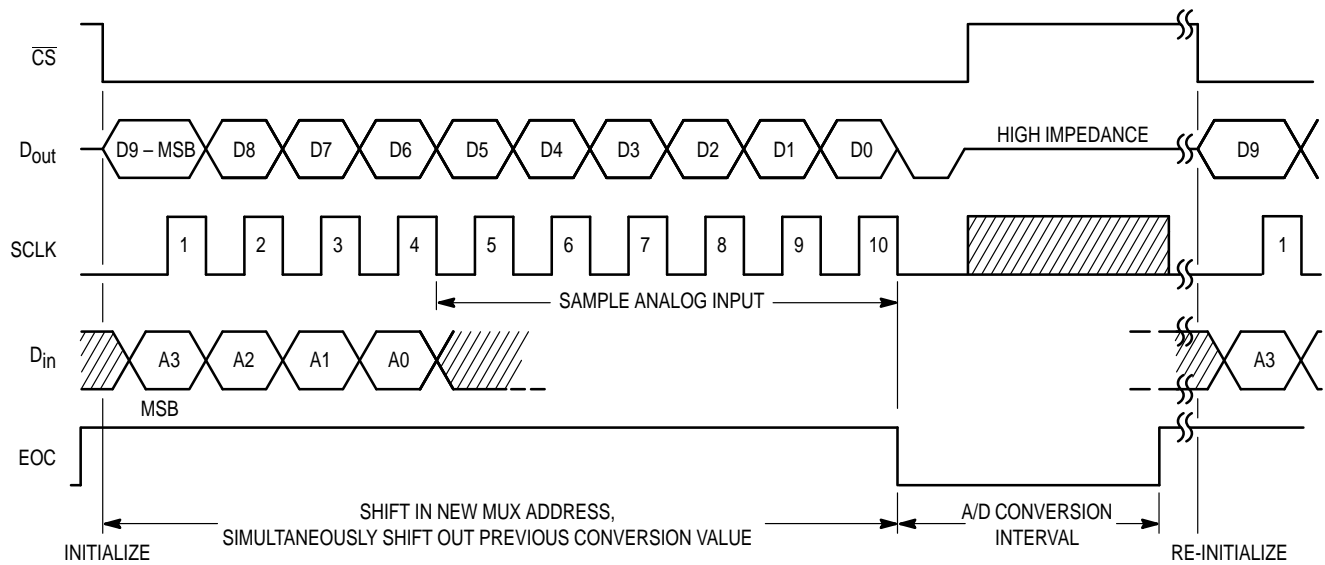 CS
Dout
D9 – MSB D8 D7 D6 D5 D4 D3 D2 D1 D0 HIGH IMPEDANCE D9
SCLK
1 2 3 4 5 6 7 8 9 10 1
SAMPLE ANALOG INPUT
Din
A3 A2 A1 A0 A3
MSB
EOC
SHIFT IN NEW MUX ADDRESS,
SIMULTANEOUSLY SHIFT OUT PREVIOUS CONVERSION VALUE
A/D CONVERSION
INTERVAL
INITIALIZE
RE-INITIALIZE